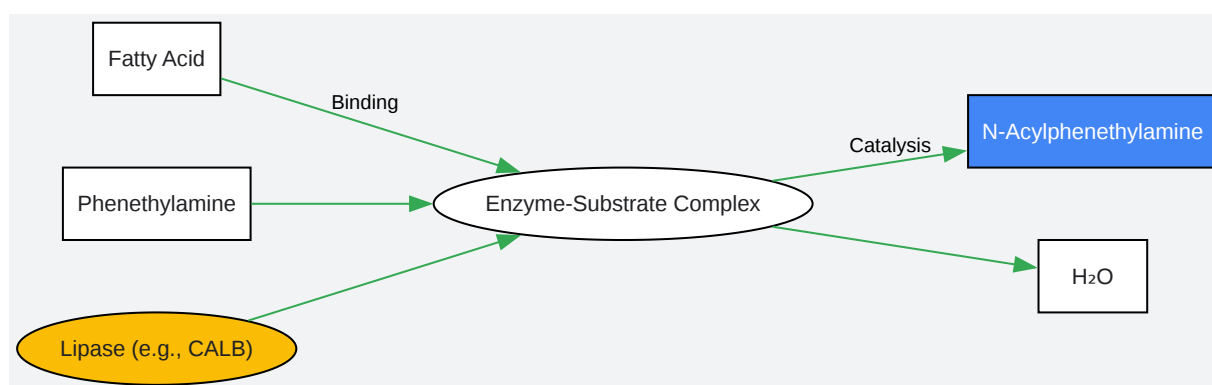 Fatty Acid
Binding
Phenethylamine
Lipase (e.g., CALB)
Enzyme-Substrate Complex
Catalysis
N-Acylphenethylamine
H₂O